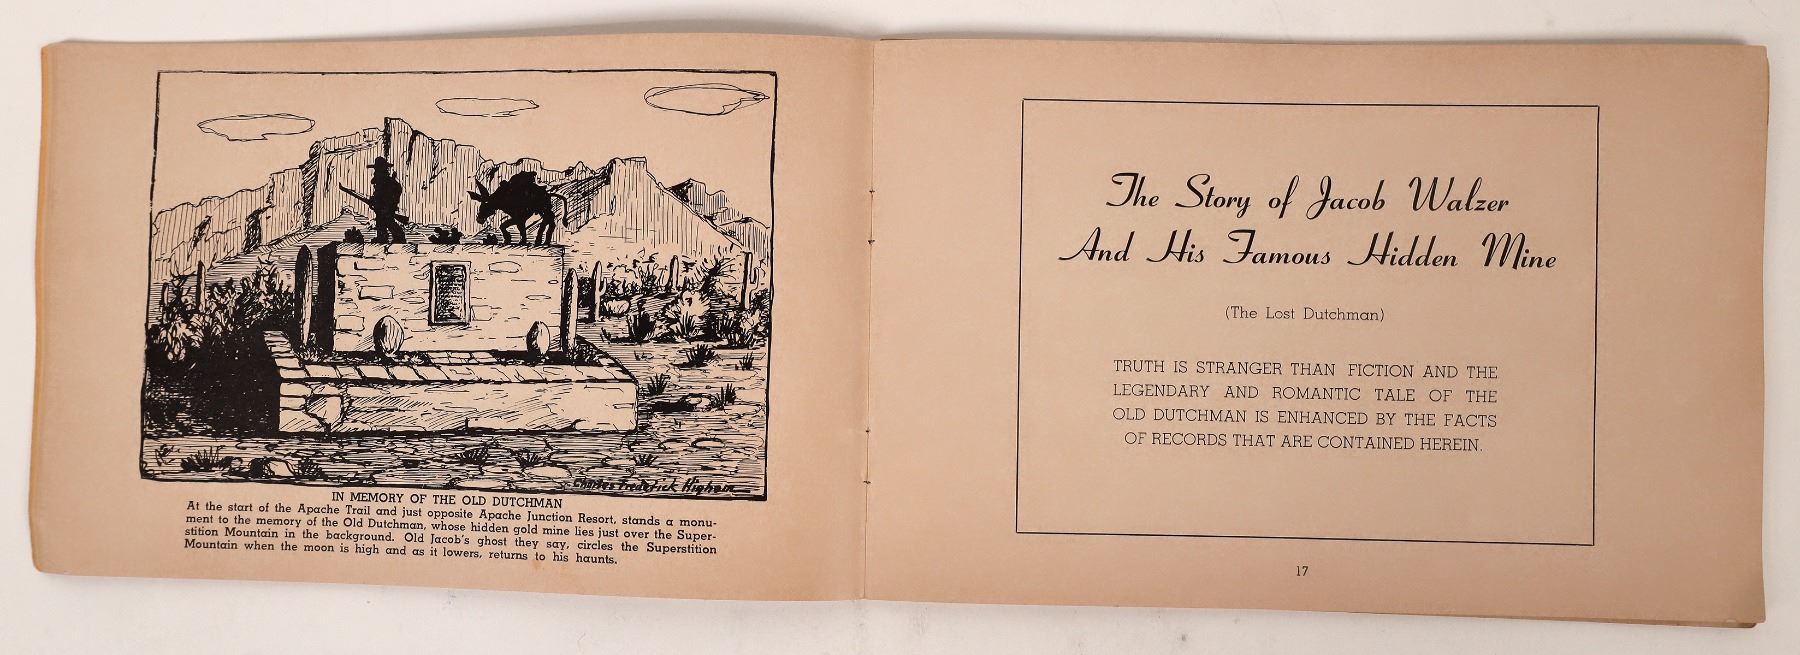 Charles Frederick Higham
IN MEMORY OF THE OLD DUTCHMAN
At the start of the Apache Trail and just opposite Apache Junction Resort, stands a monu-
ment to the memory of the Old Dutchman, whose hidden gold mine lies just over the Super-
stition Mountain in the background. Old Jacob's ghost they say, circles the Superstition
Mountain when the moon is high and as it lowers, returns to his haunts.
The Story of Jacob Walzer
And His Famous Hidden Mine
(The Lost Dutchman)
TRUTH IS STRANGER THAN FICTION AND THE
LEGENDARY AND ROMANTIC TALE OF THE
OLD DUTCHMAN IS ENHANCED BY THE FACTS
OF RECORDS THAT ARE CONTAINED HEREIN.
17